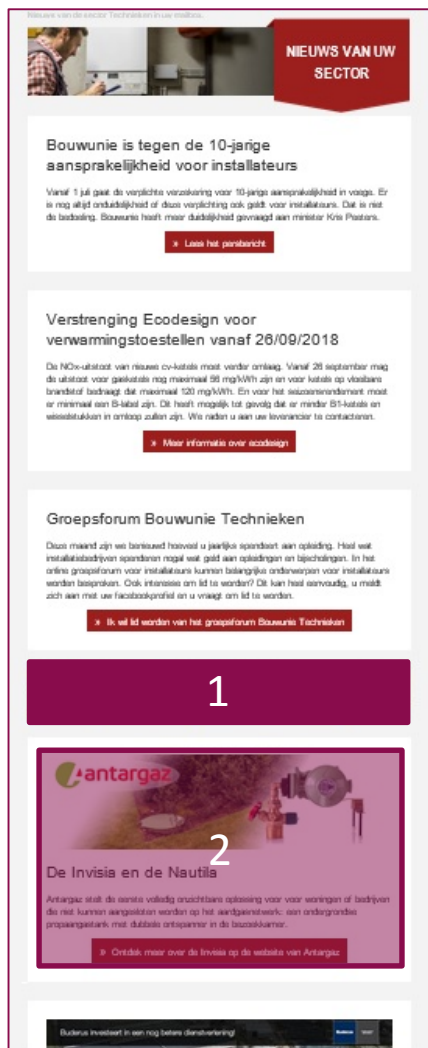 Nieuws van de sector Technieken in uw mailbox.
NIEUWS VAN UW
SECTOR
Bouwunie is tegen de 10-jarige
aansprakelijkheid voor installateurs
Vanaf 1 juli gaat de verplichte verzekering voor 10-jarige aansprakelijkheid in voege. Er
is nog altijd onduidelijkheid of deze verplichting ook geldt voor installateurs. Dat is niet
de bedoeling. Bouwunie heeft meer duidelijkheid gevraagd aan minister Kris Peeters.
» Lees het persbericht
Verstrenging Ecodesign voor
verwarmingstoestellen vanaf 26/09/2018
De NOx-uitstoot van nieuwe cv-ketels moet verder omlaag. Vanaf 26 september mag
de uitstoot voor gasketels nog maximaal 56 mg/kWh zijn en voor ketels op vloeibare
brandstof bedraagt dat maximaal 120 mg/kWh. En voor het seizoensrendement moet
er minimaal een B-label zijn. Dit heeft mogelijk tot gevolg dat er minder B1-ketels en
wisselstukken in omloop zullen zijn. We raden u aan uw leverancier te contacteren.
» Meer informatie over ecodesign
Groepsforum Bouwunie Technieken
Deze maand zijn we benieuwd hoeveel u jaarlijks spendeert aan opleiding. Heel wat
installatiebedrijven spenderen nogal wat geld aan opleidingen en bijscholingen. In het
online groepsforum voor installateurs kunnen belangrijke onderwerpen voor installateurs
worden besproken. Ook interesse om lid te worden? Dit kan heel eenvoudig, u meldt
zich aan met uw facebookprofiel en u vraagt om lid te worden.
» Ik wil lid worden van het groepsforum Bouwunie Technieken
1
antargaz
2
De Invisia en de Nautila
Antargaz stelt de eerste volledig onzichtbare oplossing voor voor woningen of bedrijven
die niet kunnen aangesloten worden op het aardgasnetwerk: een ondergrondse
propaangastank met dubbele ontspanner in de bezoekkamer.
» Ontdek meer over de Invisia op de website van Antargaz
Buderus investeert in een nog betere dienstverlening!